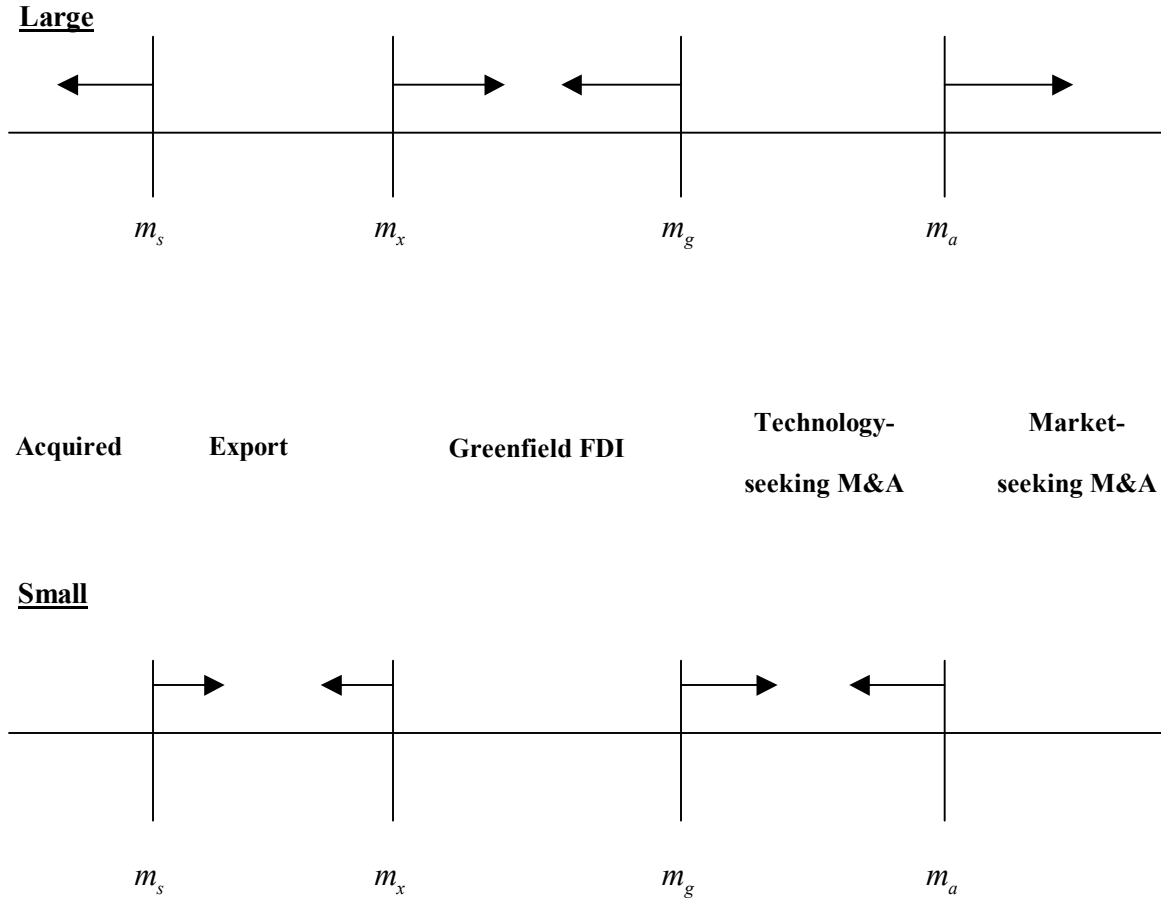 Large
m_s
m_x
m_g
m_a
Acquired
Export
Greenfield FDI
Technology-
seeking M&A
Market-
seeking M&A
Small
m_s
m_x
m_g
m_a